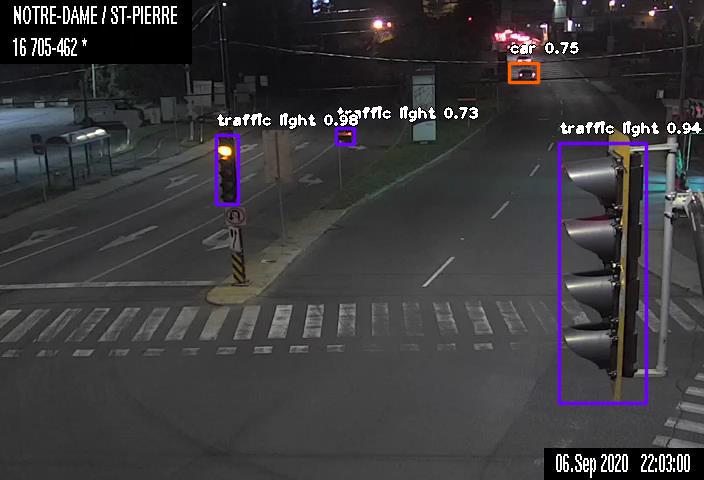 NOTRE-DAME / ST-PIERRE
16 705-462 *
car 0.75
traffic light 0.98
traffic light 0.73
traffic light 0.94
06.Sep 2020 22:03:00